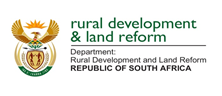 rural development
& land reform
Department:
Rural Development and Land Reform
REPUBLIC OF SOUTH AFRICA